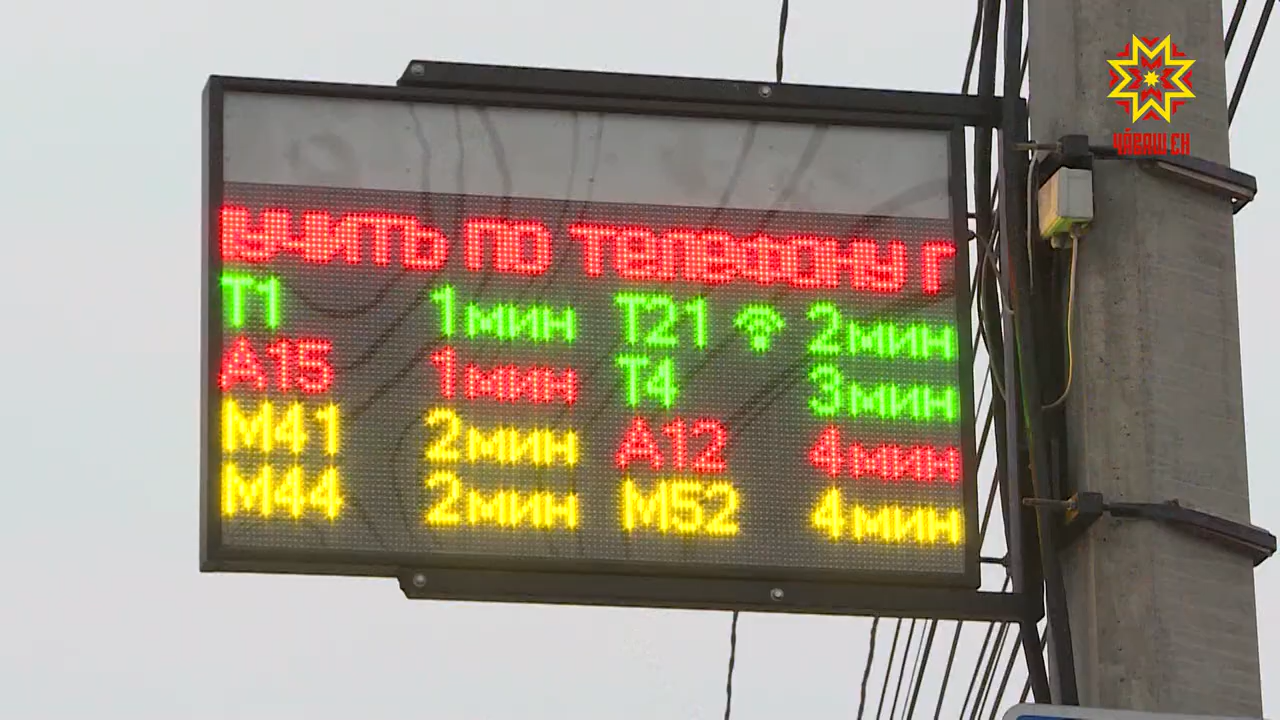 УЧИТЬ ПО ТЕЛЕФОНУ Г
Т1 1мин Т21 2мин
А15 1мин Т4 3мин
М41 2мин А12 4мин
М44 2мин М52 4мин
ЧӐВАШ ЕН